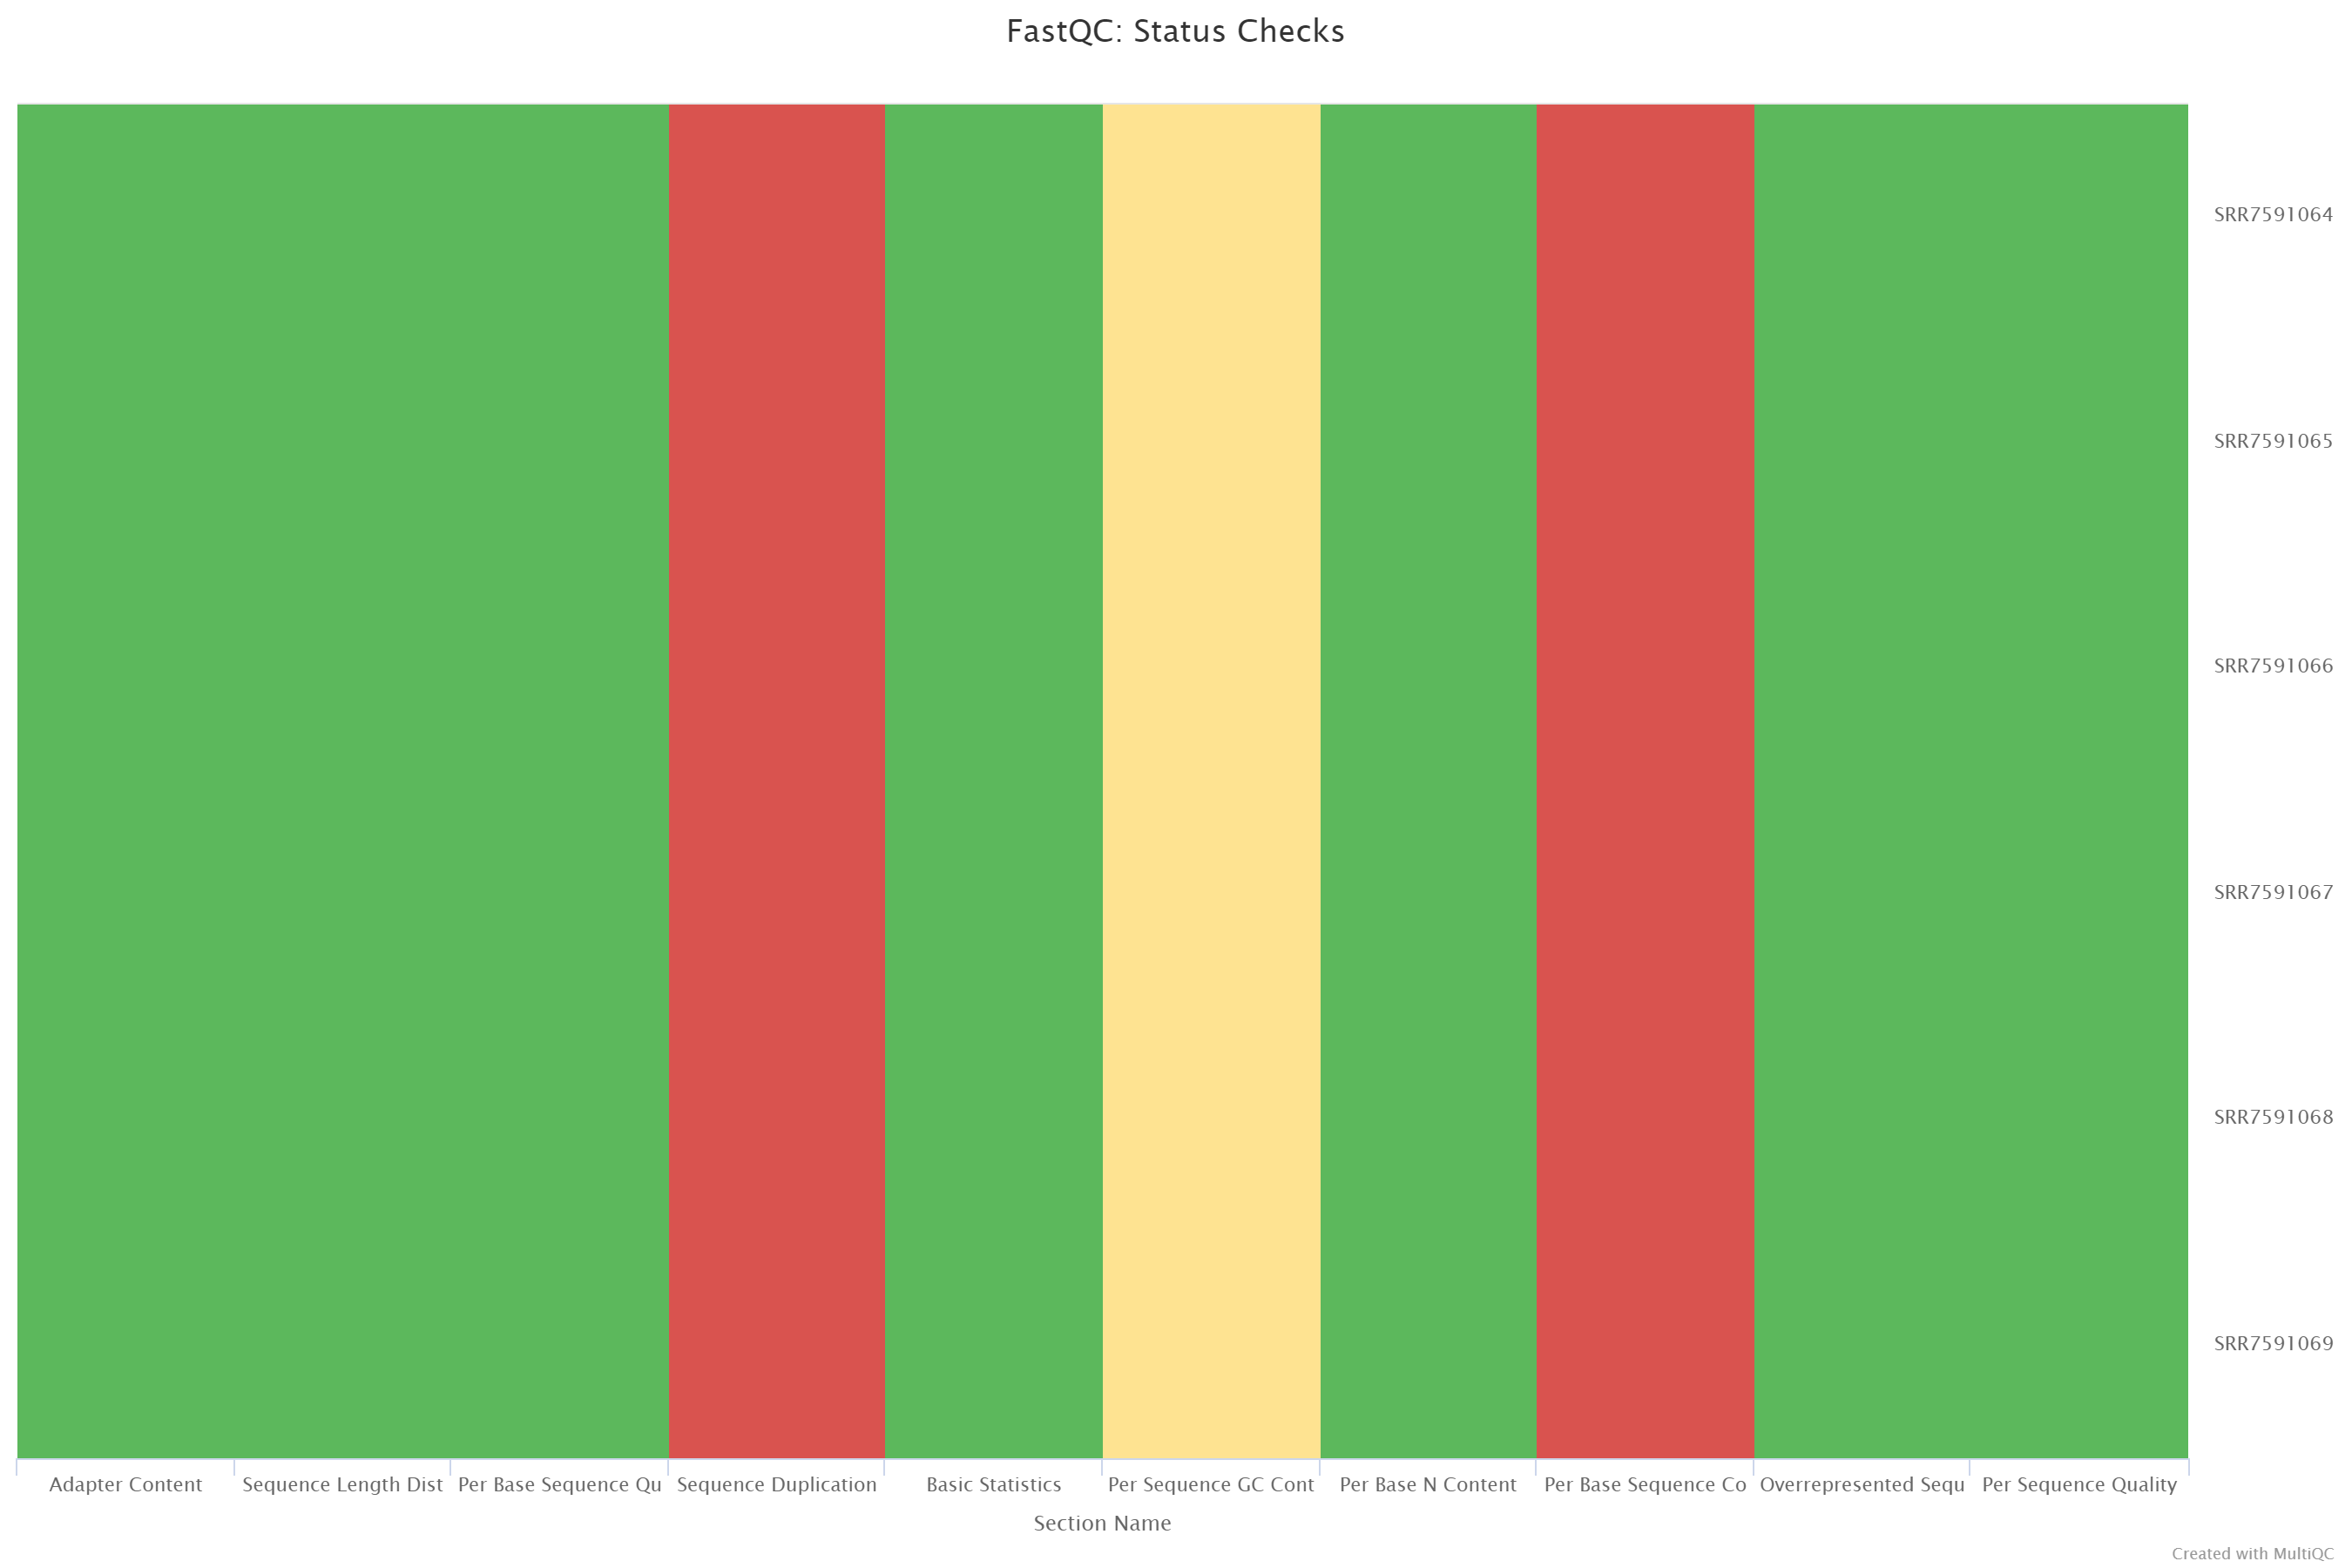 FastQC: Status Checks
SRR7591064
SRR7591065
SRR7591066
SRR7591067
SRR7591068
SRR7591069
Adapter Content
Sequence Length Dist
Per Base Sequence Qu
Sequence Duplication
Basic Statistics
Per Sequence GC Cont
Per Base N Content
Per Base Sequence Co
Overrepresented Sequ
Per Sequence Quality
Section Name
Created with MultiQC